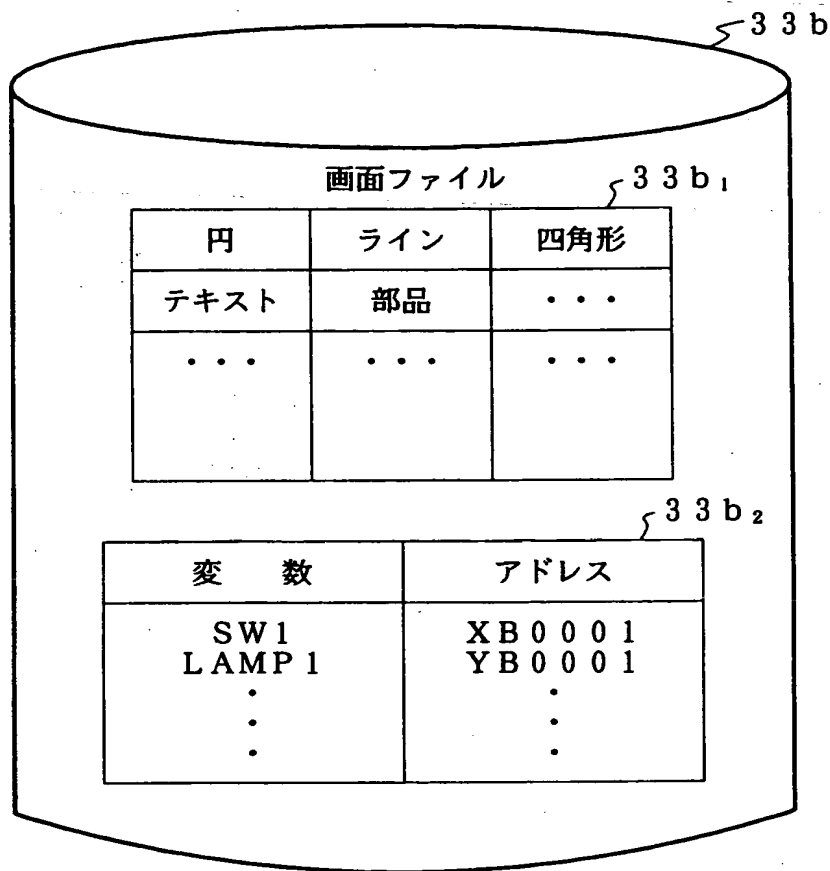 33b
画面ファイル
33b₁
円 ライン 四角形
テキスト 部品 ・・・
・・・ ・・・ ・・・
33b₂
変 数 アドレス
SW1 XB0001
LAMP1 YB0001
・ ・
・ ・
・ ・